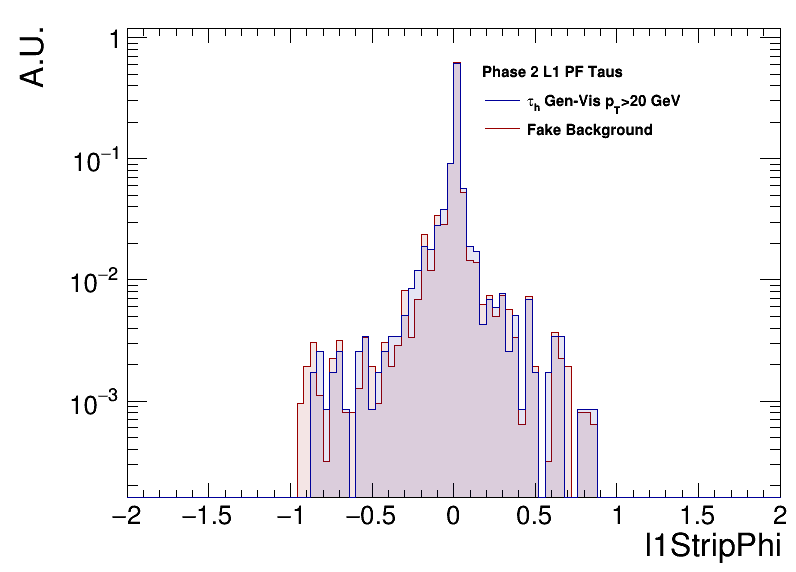 A.U.
Phase 2 L1 PF Taus
τh Gen-Vis pT>20 GeV
Fake Background
1
10−1
10−2
10−3
−2 −1.5 −1 −0.5 0 0.5 1 1.5 2
l1StripPhi